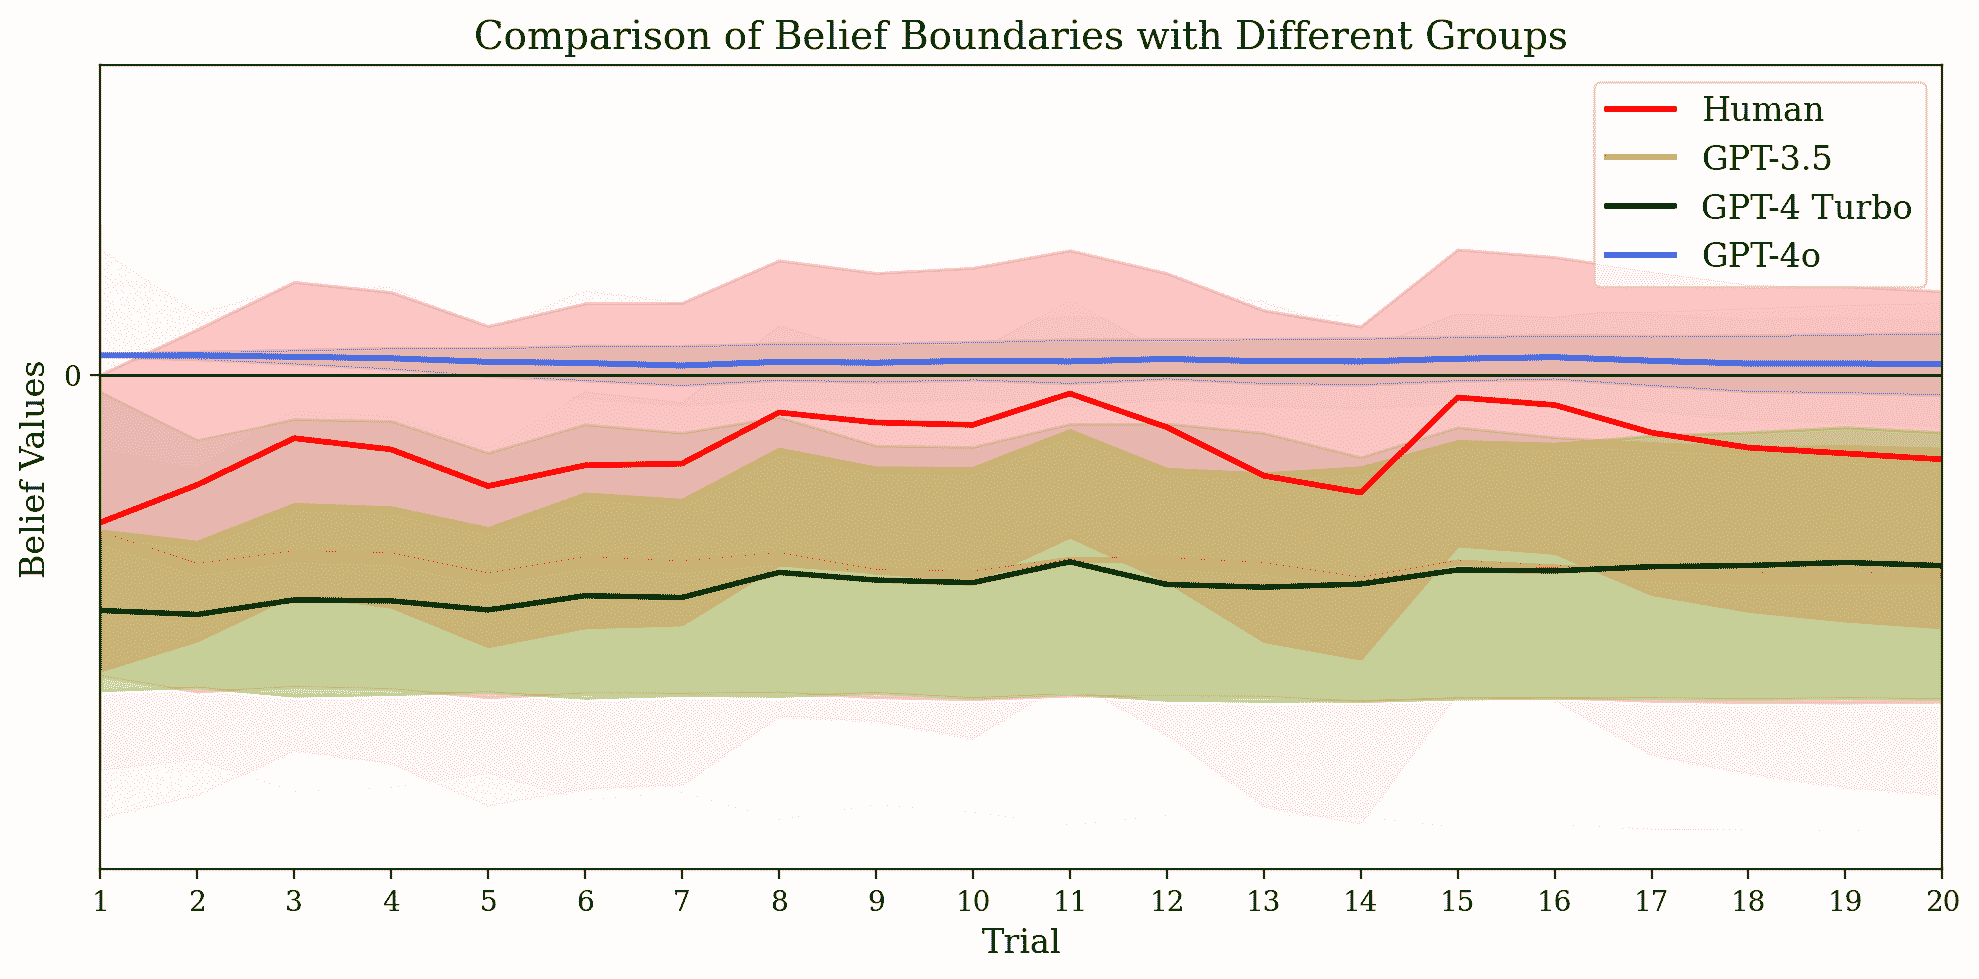 Comparison of Belief Boundaries with Different Groups
Human
GPT-3.5
GPT-4 Turbo
GPT-4o
Belief Values
0
1 2 3 4 5 6 7 8 9 10 11 12 13 14 15 16 17 18 19 20
Trial